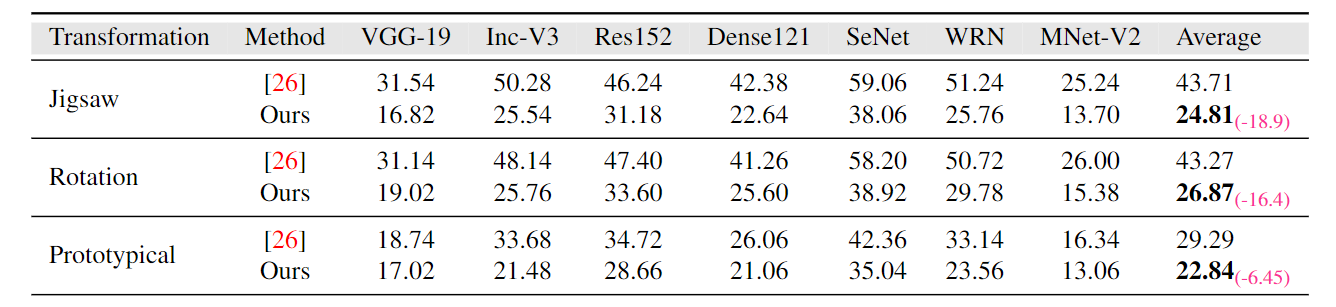 Transformation Method VGG-19 Inc-V3 Res152 Dense121 SeNet WRN MNet-V2 Average
Jigsaw
[26] 31.54 50.28 46.24 42.38 59.06 51.24 25.24 43.71
Ours 16.82 25.54 31.18 22.64 38.06 25.76 13.70 24.81(-18.9)
Rotation
[26] 31.14 48.14 47.40 41.26 58.20 50.72 26.00 43.27
Ours 19.02 25.76 33.60 25.60 38.92 29.78 15.38 26.87(-16.4)
Prototypical
[26] 18.74 33.68 34.72 26.06 42.36 33.14 16.34 29.29
Ours 17.02 21.48 28.66 21.06 35.04 23.56 13.06 22.84(-6.45)